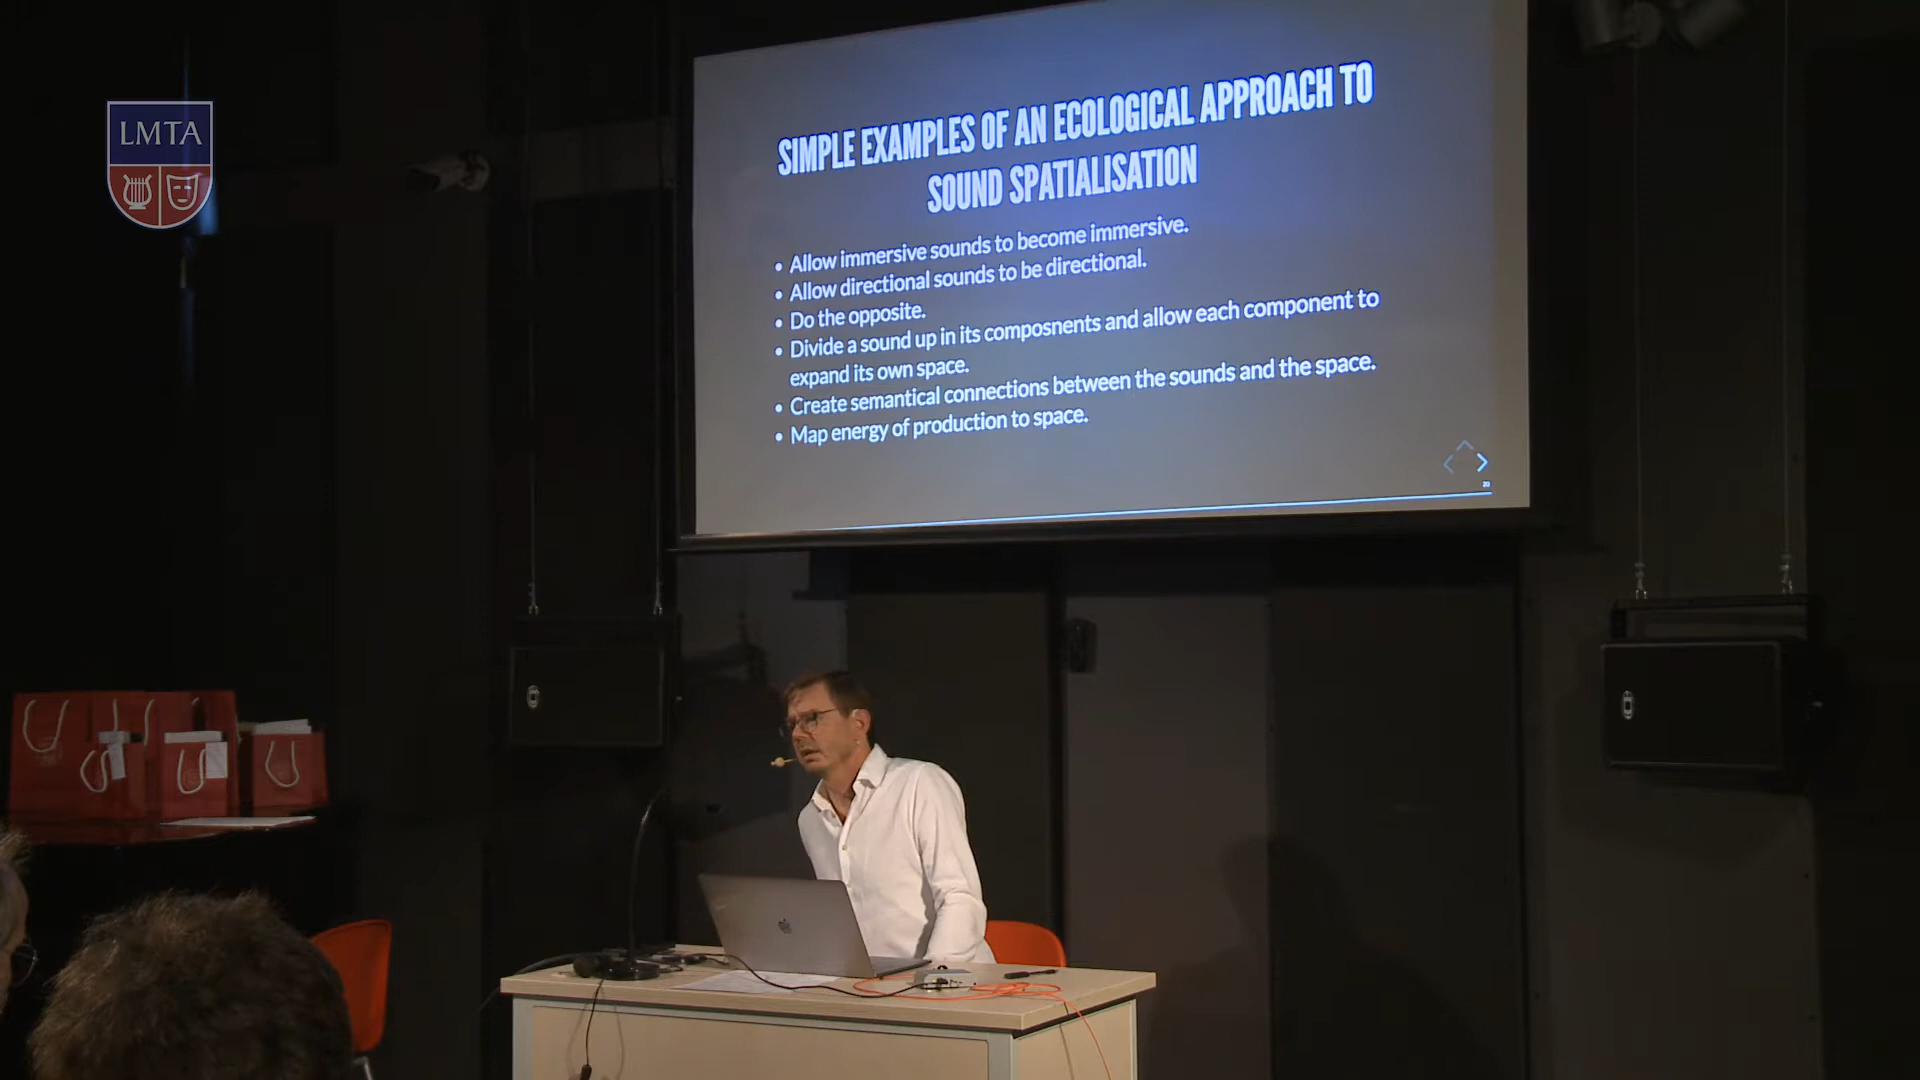 LMTA
SIMPLE EXAMPLES OF AN ECOLOGICAL APPROACH TO
SOUND SPATIALISATION
• Allow immersive sounds to become immersive.
• Allow directional sounds to be directional.
• Do the opposite.
• Divide a sound up in its composnents and allow each component to
expand its own space.
• Create semantical connections between the sounds and the space.
• Map energy of production to space.
20